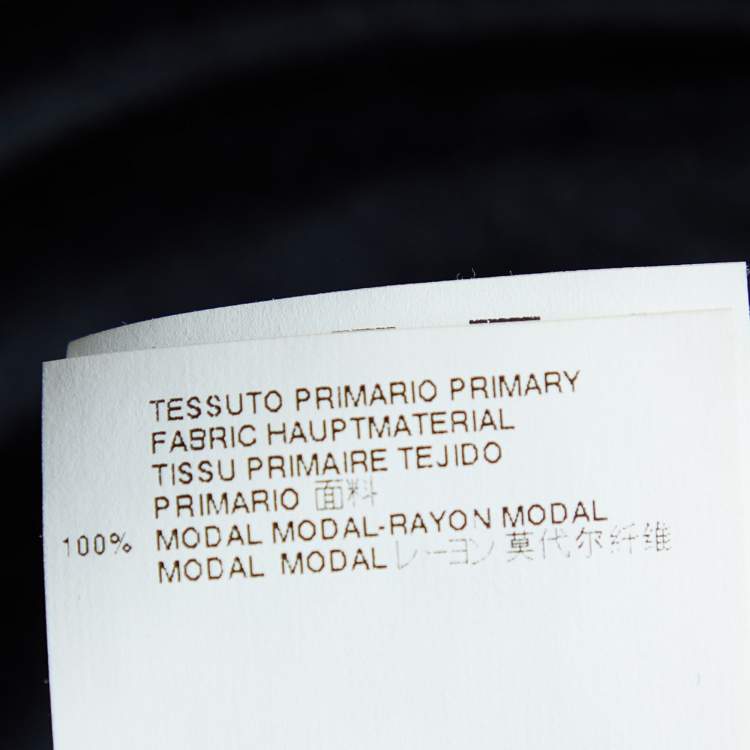 TESSUTO PRIMARIO PRIMARY
FABRIC HAUPTMATERIAL
TISSU PRIMAIRE TEJIDO
PRIMARIO 面料
100% MODAL MODAL-RAYON MODAL
MODAL MODAL レーヨン 莫代尔纤维